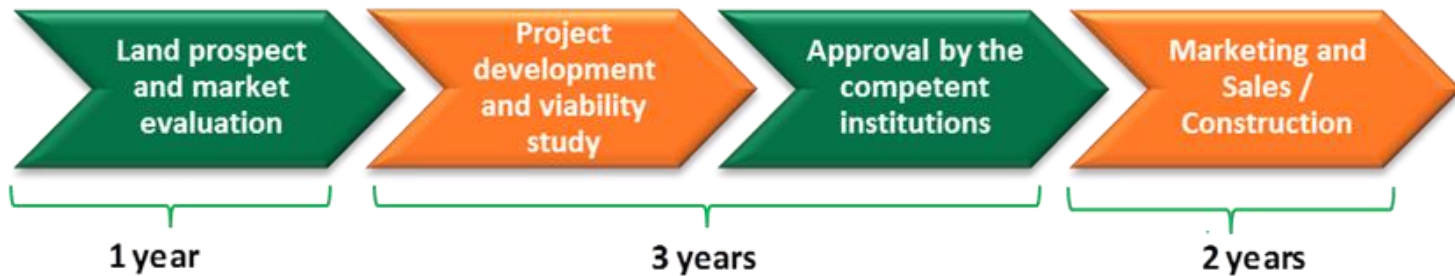 Land prospect
and market
evaluation
Project
development
and viability
study
Approval by the
competent
institutions
Marketing and
Sales /
Construction
1 year
3 years
2 years